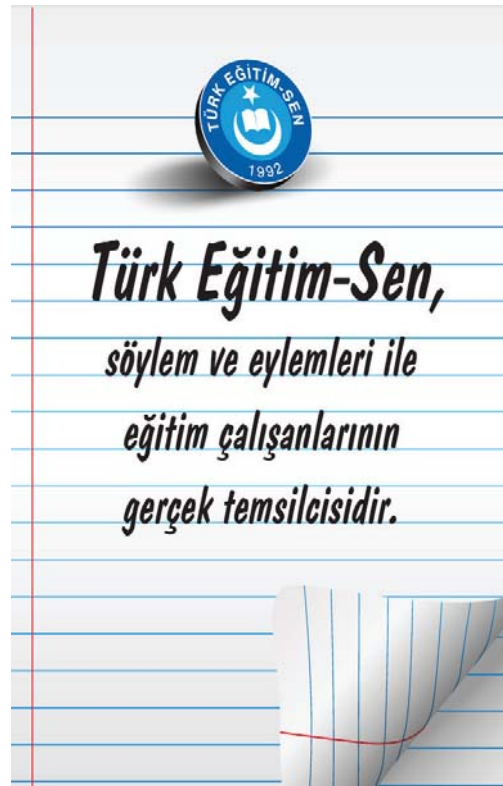 TÜRK EĞİTİM-SEN
1992
Türk Eğitim-Sen,
söylem ve eylemleri ile
eğitim çalışanlarının
gerçek temsilcisidir.